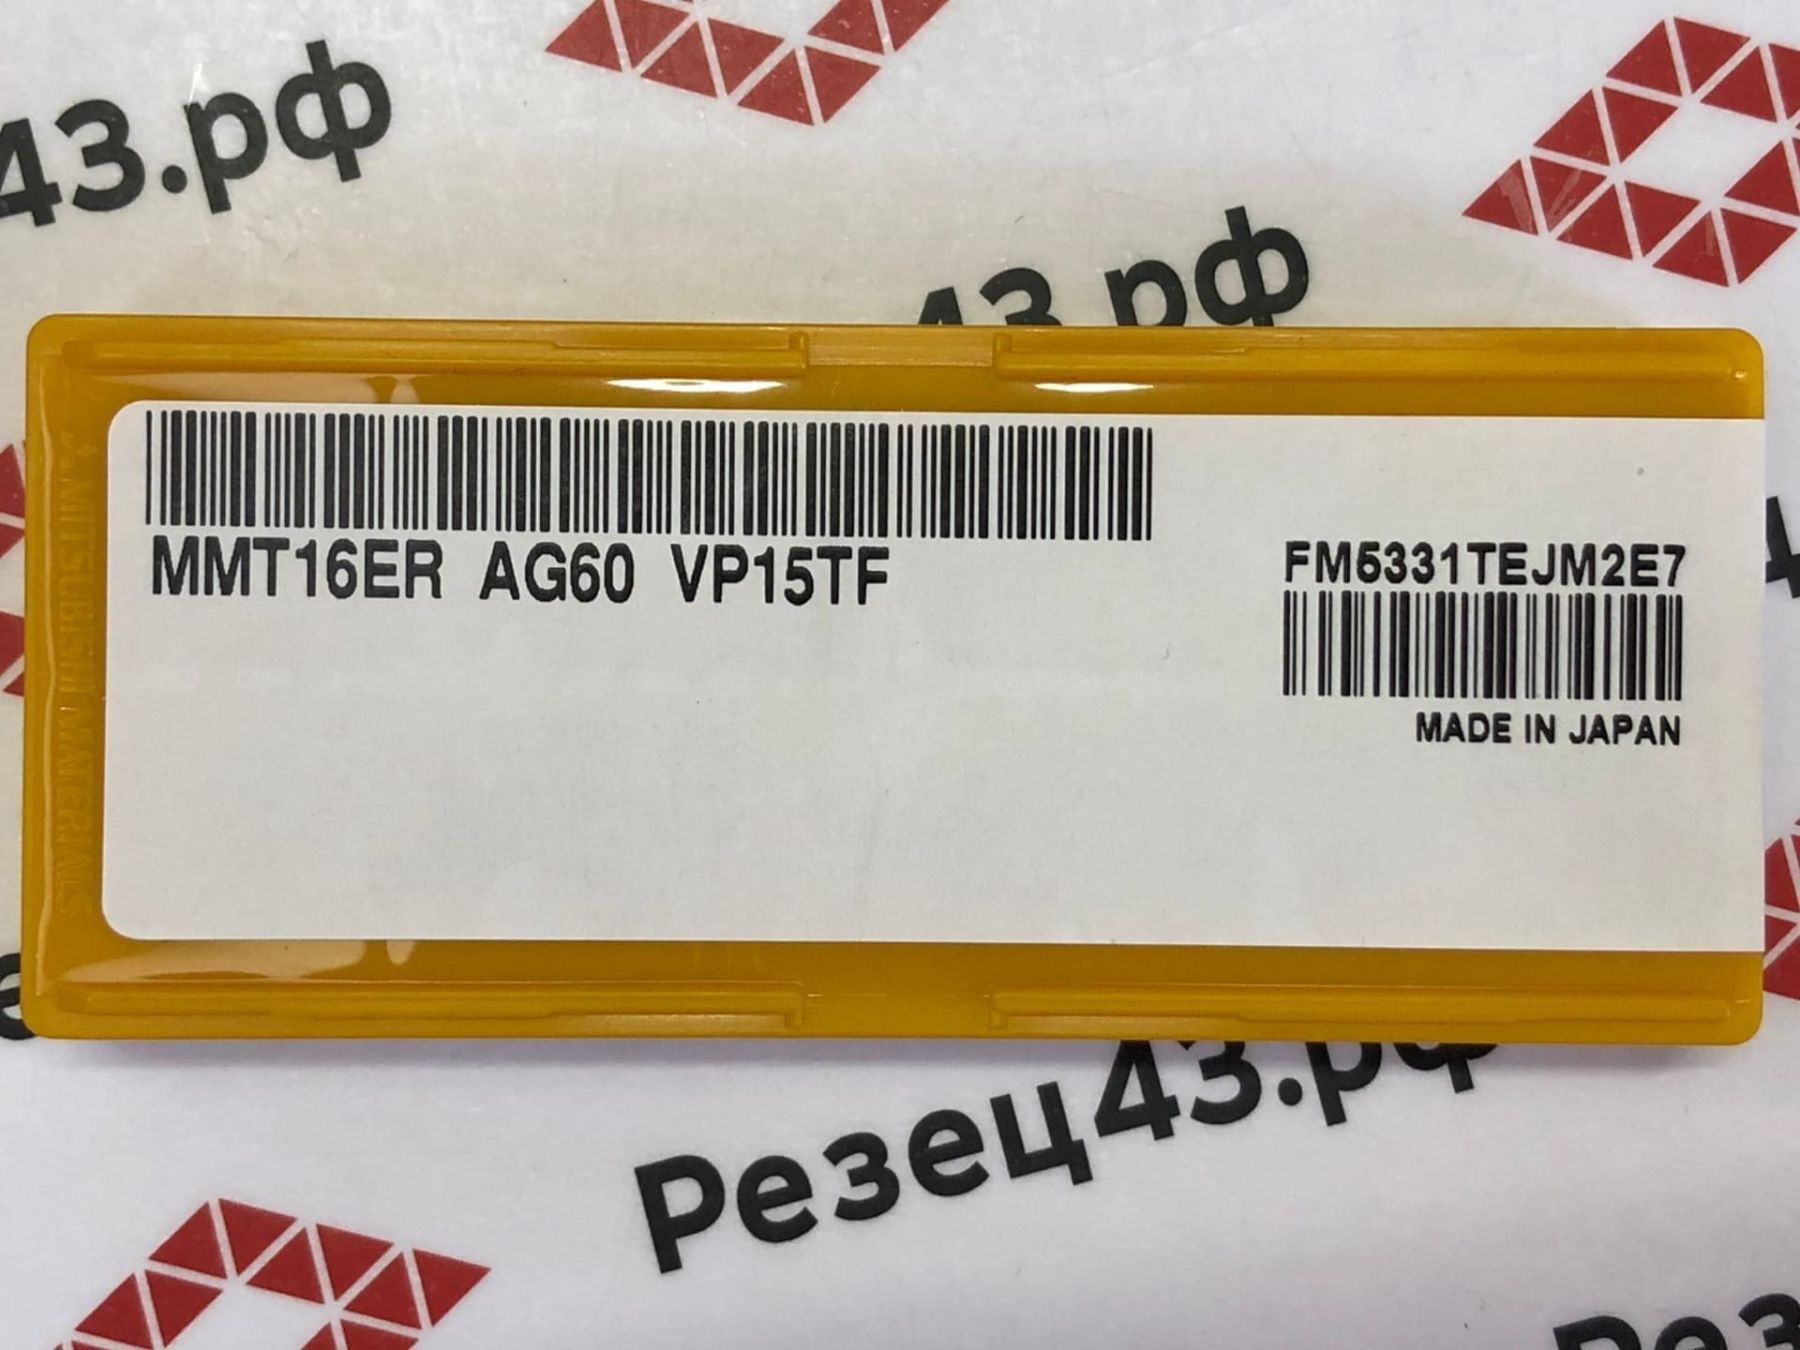 43.рф
43.рф
MMT16ER AG60 VP15TF
FM5331TEJM2E7
MADE IN JAPAN
MITSUBISHI MATERIALS
Резец43.рф